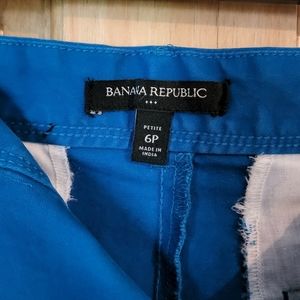 BANANA REPUBLIC
PETITE
6P
MADE IN
INDIA